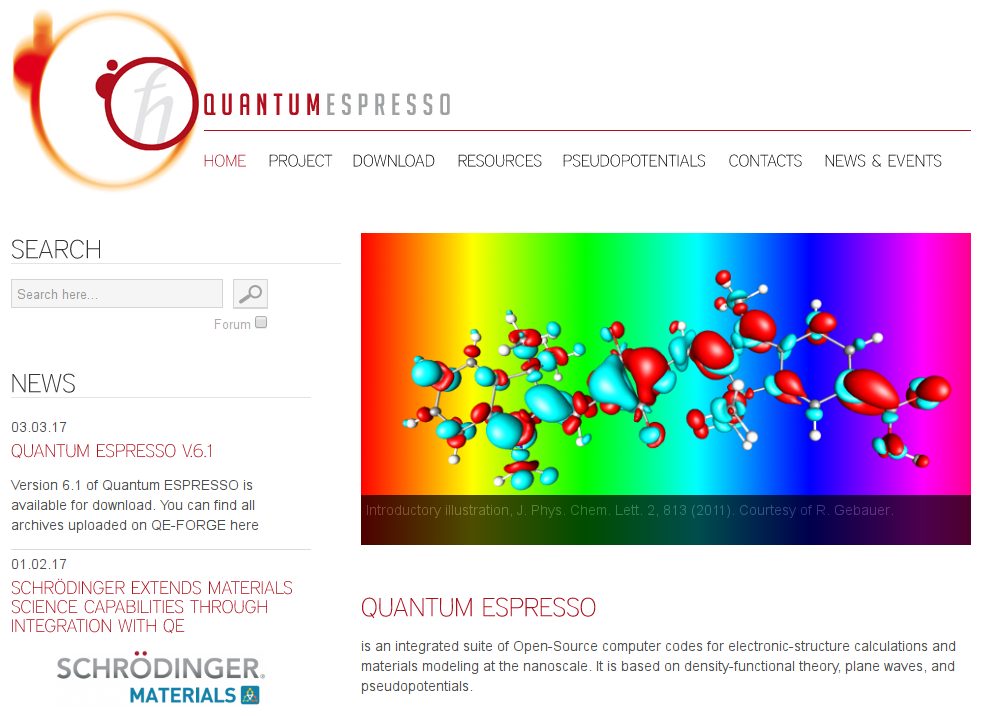 ħ
QUANTUMESPRESSO
HOME PROJECT DOWNLOAD RESOURCES PSEUDOPOTENTIALS CONTACTS NEWS & EVENTS
SEARCH
Search here...
Forum
NEWS
03.03.17
QUANTUM ESPRESSO V.6.1
Version 6.1 of Quantum ESPRESSO is
available for download. You can find all
archives uploaded on QE-FORGE here
01.02.17
SCHRÖDINGER EXTENDS MATERIALS
SCIENCE CAPABILITIES THROUGH
INTEGRATION WITH QE
SCHRÖDINGER®
MATERIALS
Introductory illustration, J. Phys. Chem. Lett. 2, 813 (2011). Courtesy of R. Gebauer.
QUANTUM ESPRESSO
is an integrated suite of Open-Source computer codes for electronic-structure calculations and
materials modeling at the nanoscale. It is based on density-functional theory, plane waves, and
pseudopotentials.